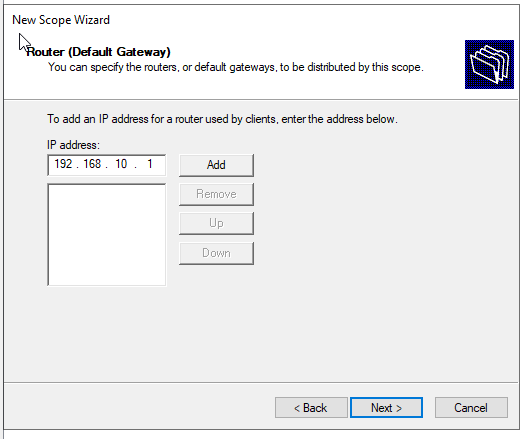 New Scope Wizard
Router (Default Gateway)
You can specify the routers, or default gateways, to be distributed by this scope.
To add an IP address for a router used by clients, enter the address below.
IP address:
192 . 168 . 10 . 1
Add
Remove
Up
Down
< Back
Next >
Cancel